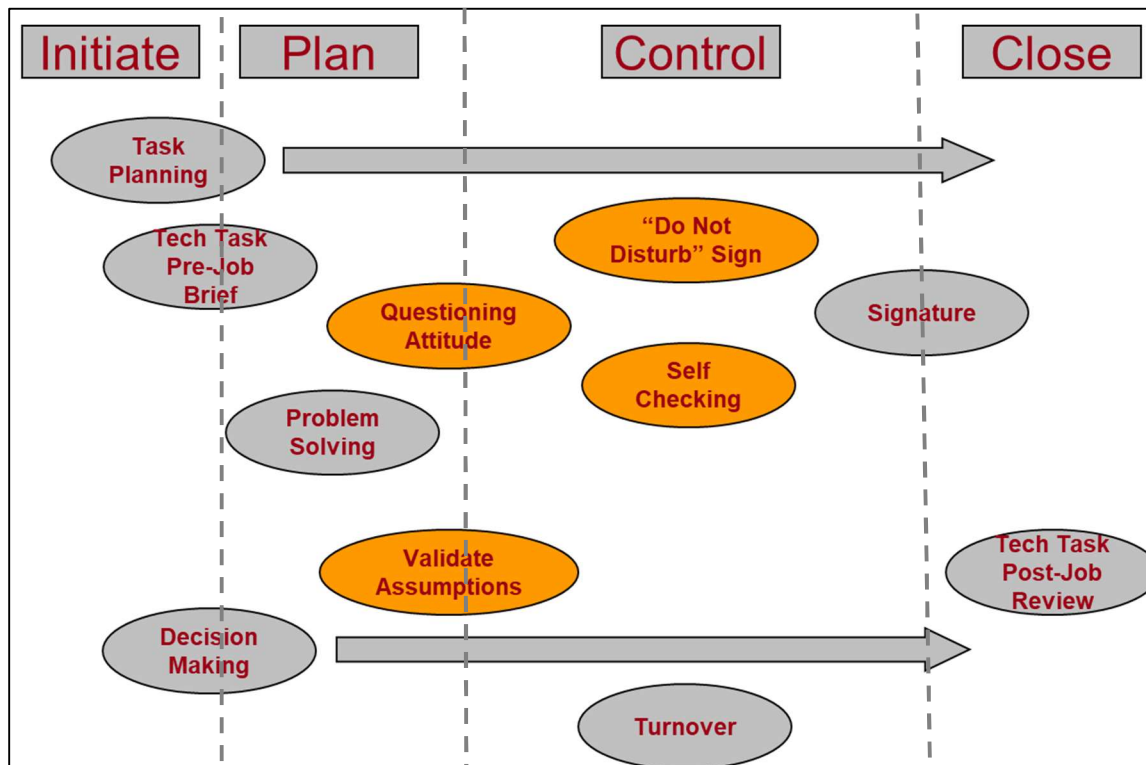 Initiate
Plan
Control
Close
Task
Planning
“Do Not
Disturb” Sign
Tech Task
Pre-Job
Brief
Questioning
Attitude
Signature
Self
Checking
Problem
Solving
Validate
Assumptions
Tech Task
Post-Job
Review
Decision
Making
Turnover